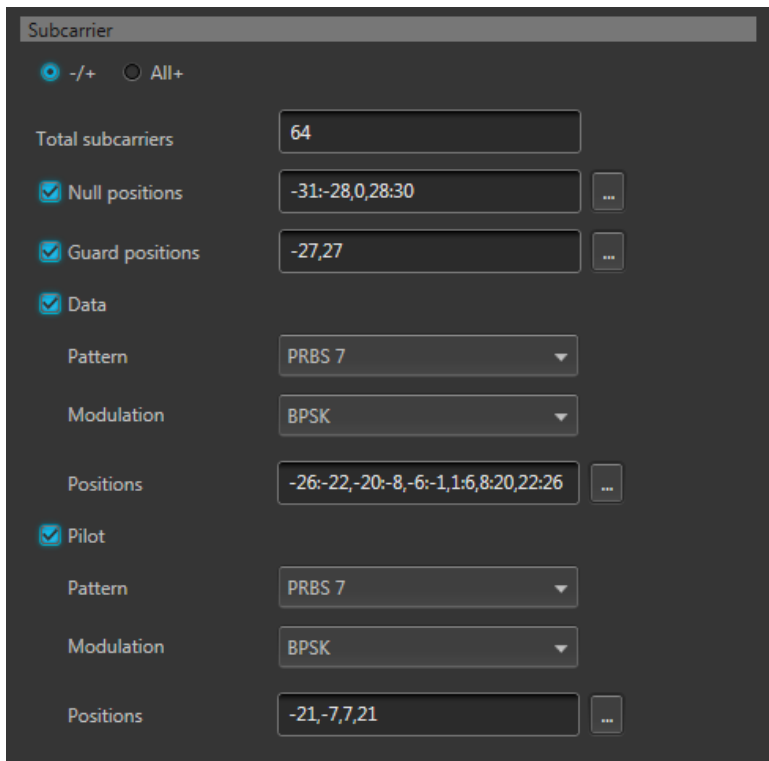 Subcarrier
-/+ All+
Total subcarriers 64
Null positions -31:-28,0,28:30 ...
Guard positions -27,27 ...
Data
Pattern PRBS 7
Modulation BPSK
Positions -26:-22,-20:-8,-6:-1,1:6,8:20,22:26 ...
Pilot
Pattern PRBS 7
Modulation BPSK
Positions -21,-7,7,21 ...